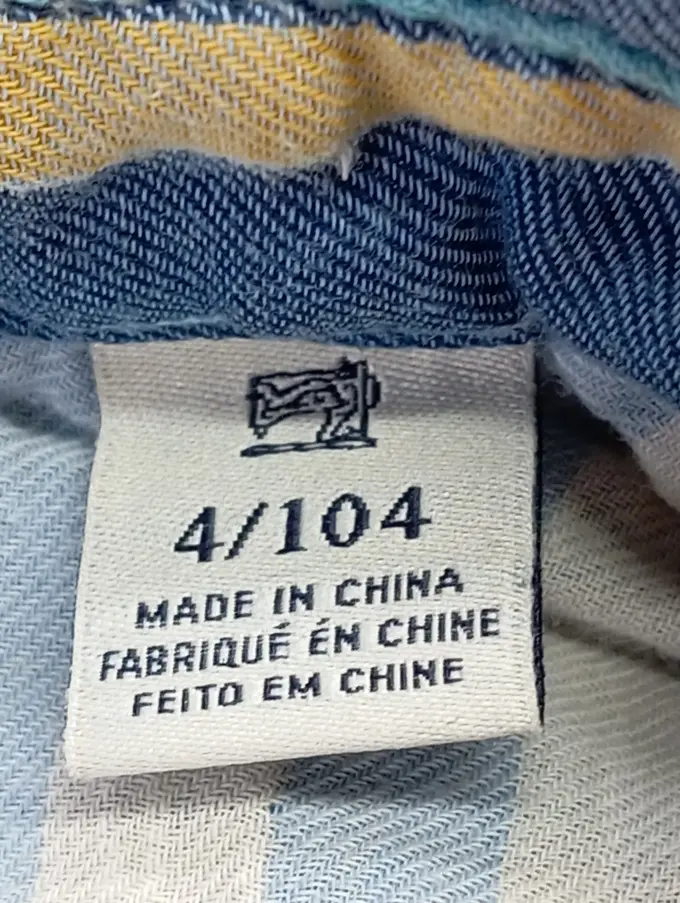 4/104
MADE IN CHINA
FABRIQUÉ ÉN CHINE
FEITO EM CHINE